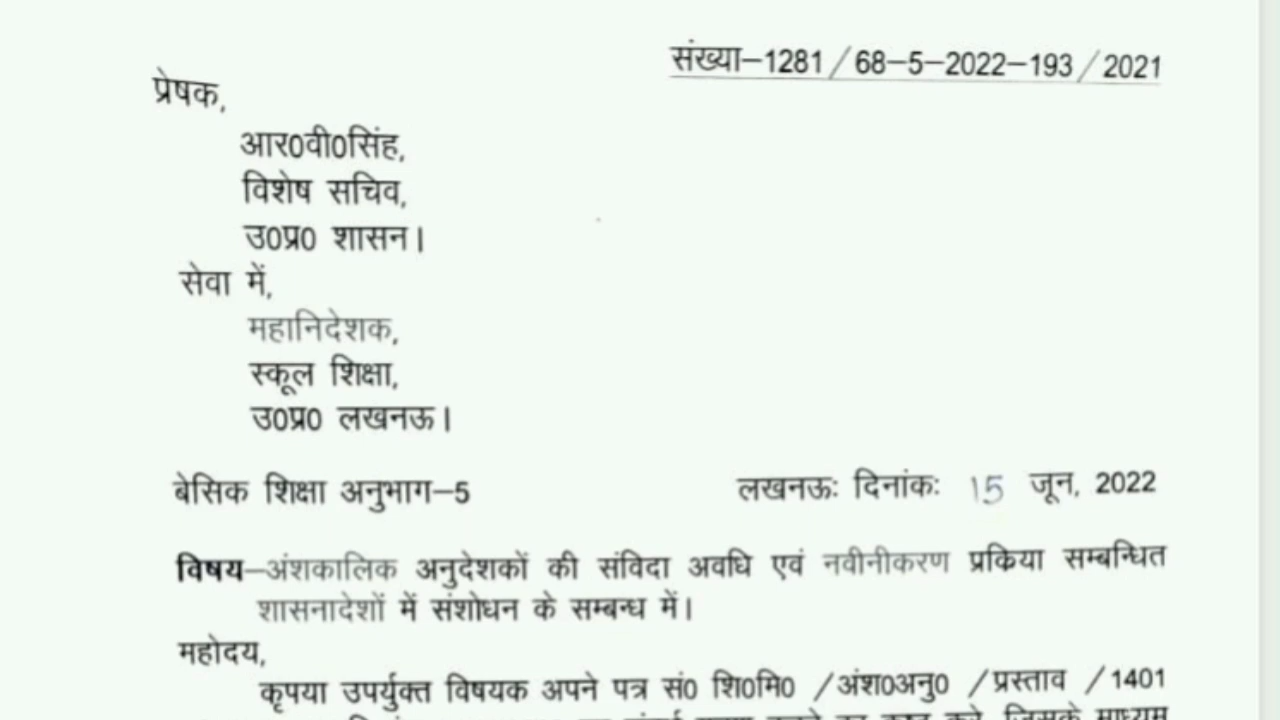 संख्या–1281 / 68–5–2022–193 / 2021
प्रेषक,
आर0वी0सिंह,
विशेष सचिव,
उ0प्र0 शासन।
सेवा में,
महानिदेशक,
स्कूल शिक्षा,
उ0प्र0 लखनऊ।
बेसिक शिक्षा अनुभाग–5 लखनऊः दिनांकः 15 जून, 2022
विषय–अंशकालिक अनुदेशकों की संविदा अवधि एवं नवीनीकरण प्रकिया सम्बन्धित
शासनादेशों में संशोधन के सम्बन्ध में।
महोदय,
कृपया उपर्युक्त विषयक अपने पत्र सं0 शि0मि0 /अंश0अनु0 /प्रस्ताव /1401
जिसके माध्यम